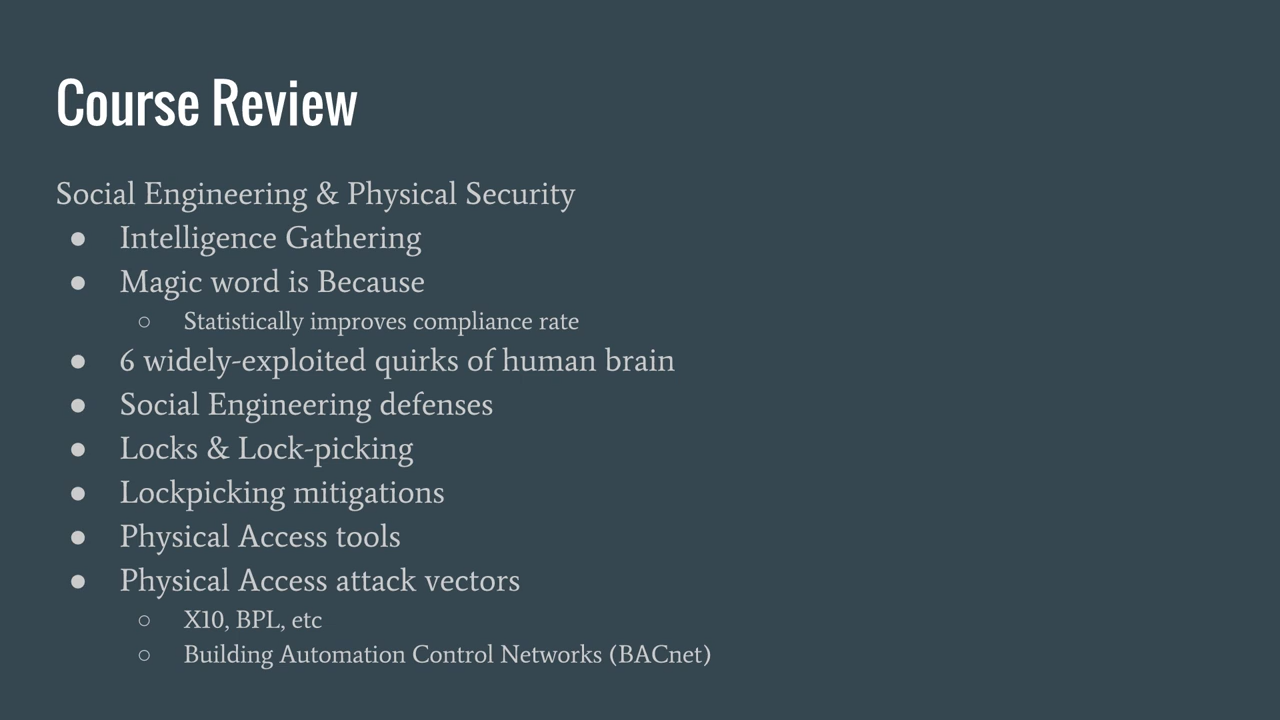 Course Review
Social Engineering & Physical Security
● Intelligence Gathering
● Magic word is Because
○ Statistically improves compliance rate
● 6 widely-exploited quirks of human brain
● Social Engineering defenses
● Locks & Lock-picking
● Lockpicking mitigations
● Physical Access tools
● Physical Access attack vectors
○ X10, BPL, etc
○ Building Automation Control Networks (BACnet)